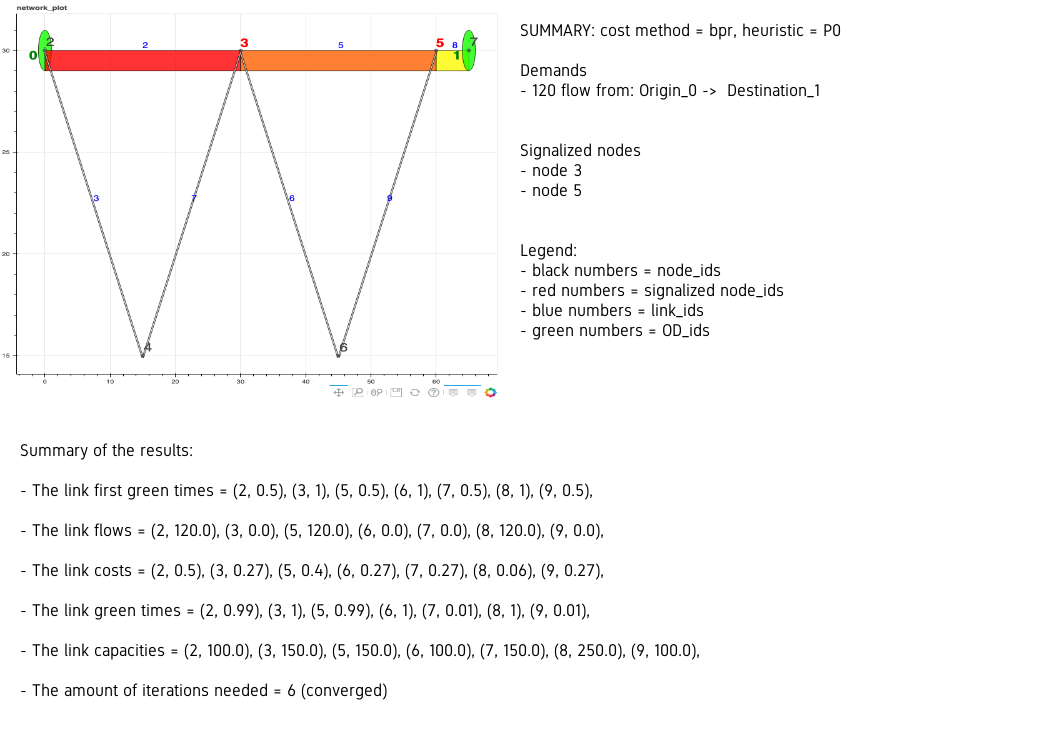 network_plot
2
3
5
7
0
1
2
5
8
3
7
6
9
4
6
30
25
20
15
0
10
20
30
40
50
60
SUMMARY: cost method = bpr, heuristic = P0
Demands
- 120 flow from: Origin_0 -> Destination_1
Signalized nodes
- node 3
- node 5
Legend:
- black numbers = node_ids
- red numbers = signalized node_ids
- blue numbers = link_ids
- green numbers = OD_ids
Summary of the results:
- The link first green times = (2, 0.5), (3, 1), (5, 0.5), (6, 1), (7, 0.5), (8, 1), (9, 0.5),
- The link flows = (2, 120.0), (3, 0.0), (5, 120.0), (6, 0.0), (7, 0.0), (8, 120.0), (9, 0.0),
- The link costs = (2, 0.5), (3, 0.27), (5, 0.4), (6, 0.27), (7, 0.27), (8, 0.06), (9, 0.27),
- The link green times = (2, 0.99), (3, 1), (5, 0.99), (6, 1), (7, 0.01), (8, 1), (9, 0.01),
- The link capacities = (2, 100.0), (3, 150.0), (5, 150.0), (6, 100.0), (7, 150.0), (8, 250.0), (9, 100.0),
- The amount of iterations needed = 6 (converged)